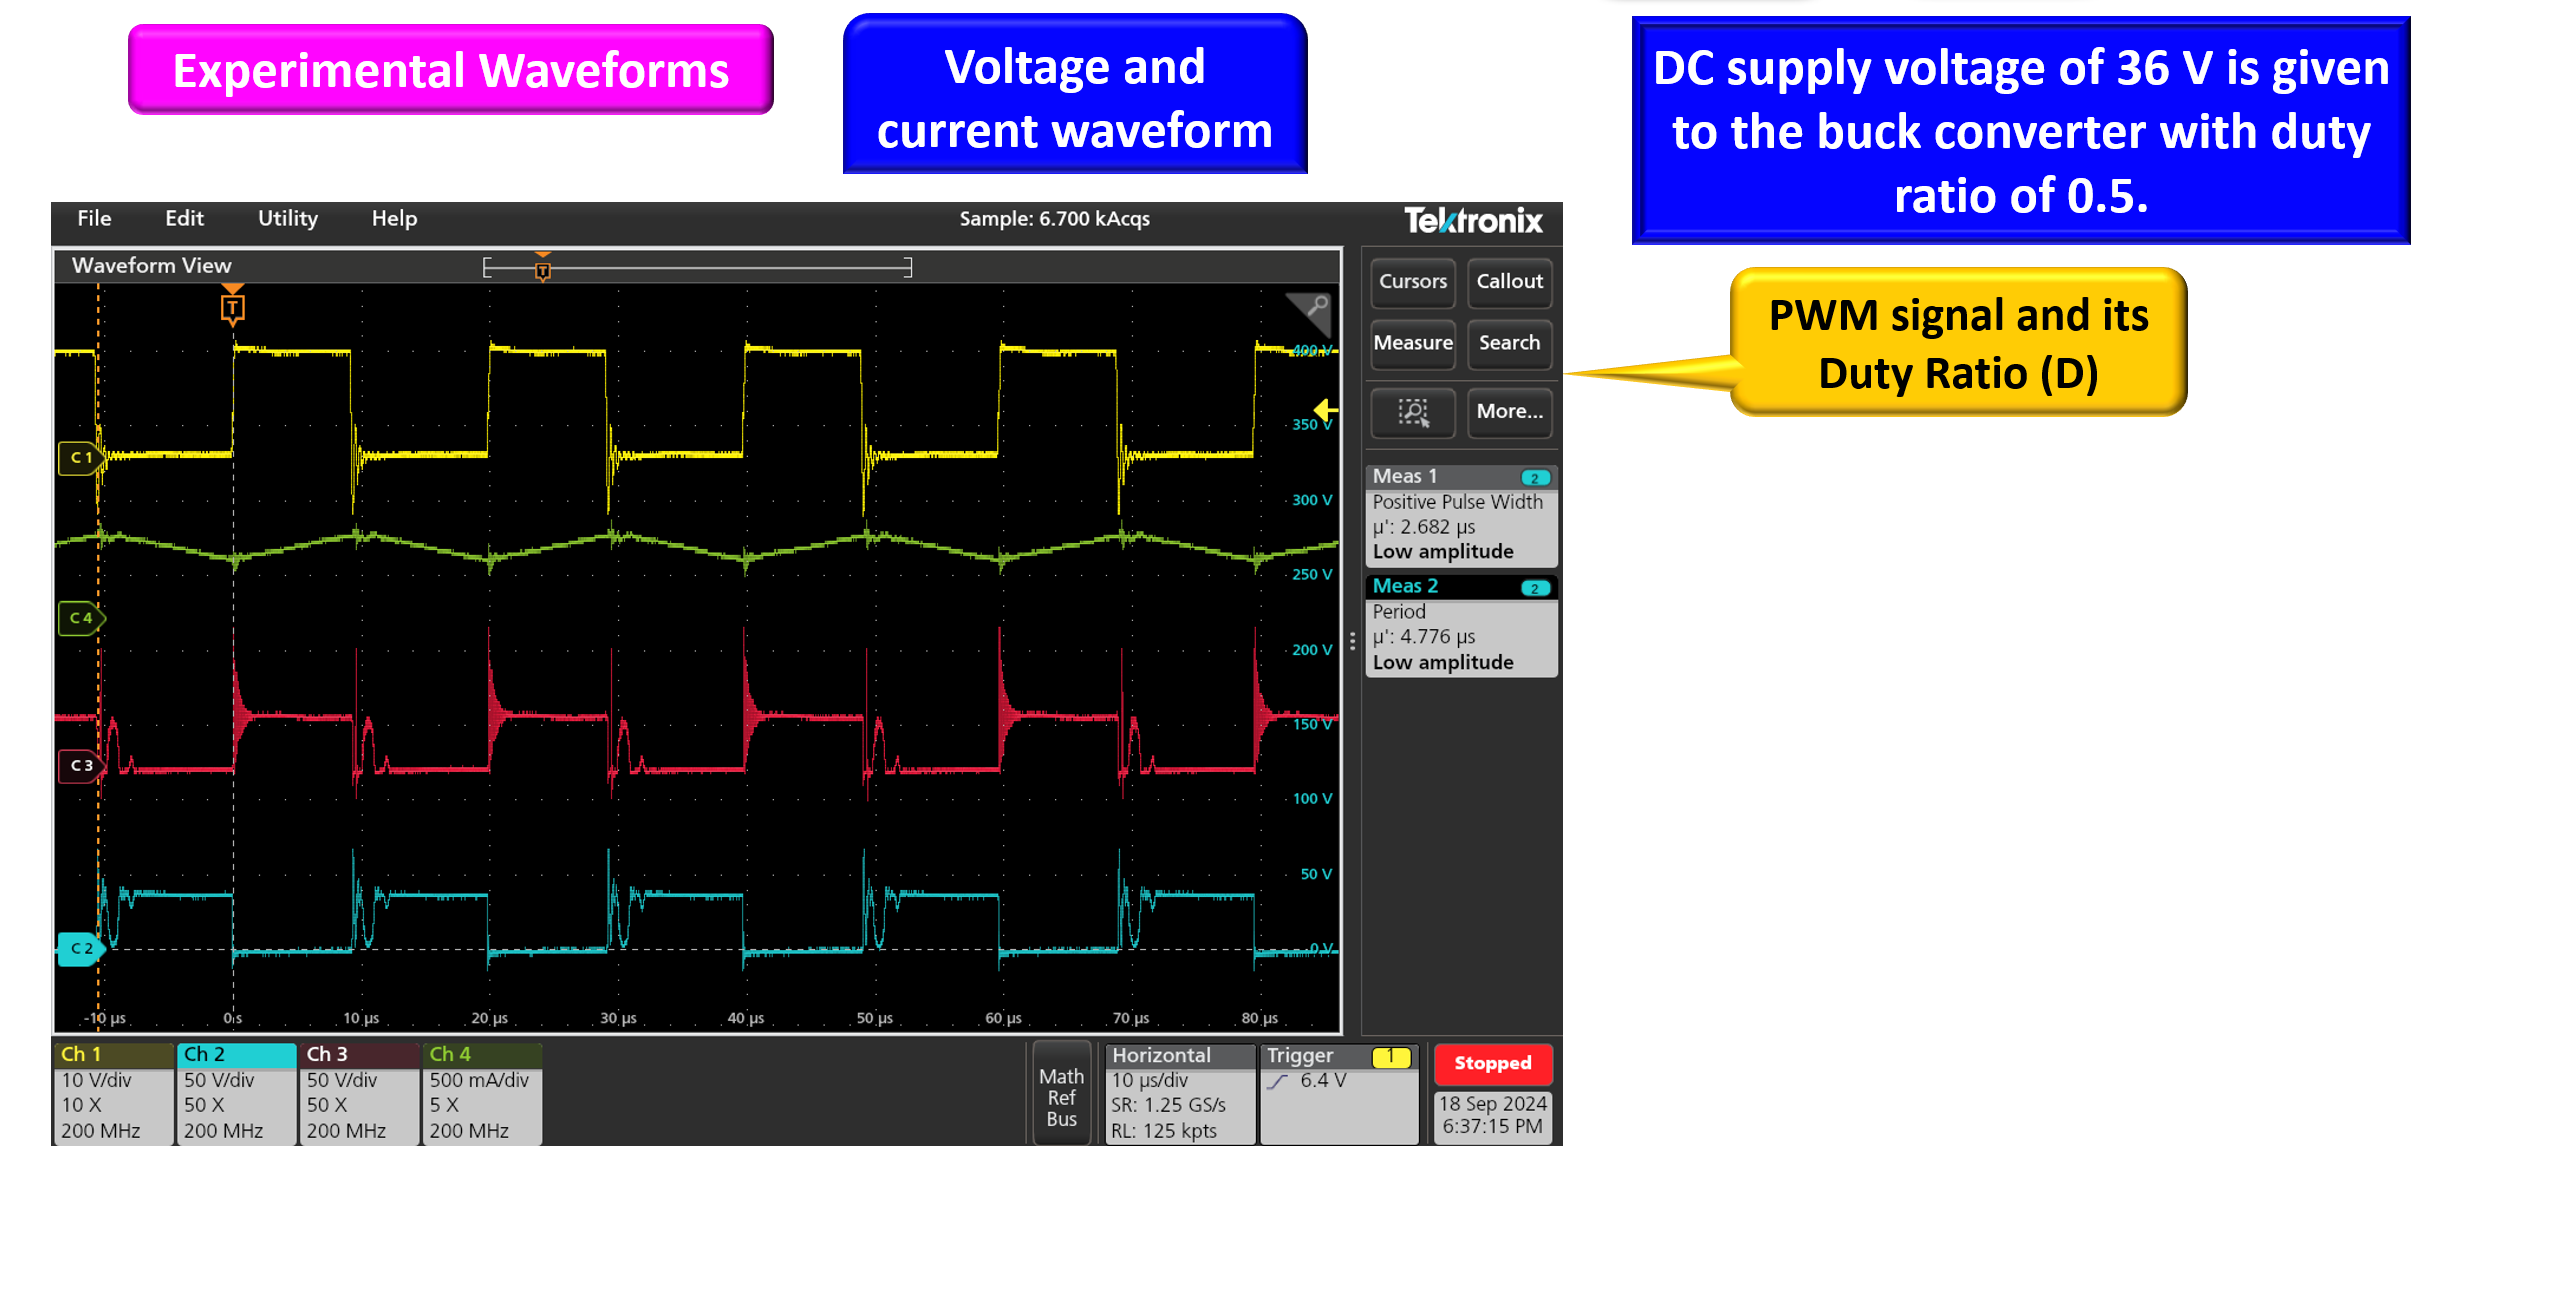 Experimental Waveforms
Voltage and
current waveform
DC supply voltage of 36 V is given
to the buck converter with duty
ratio of 0.5.
PWM signal and its
Duty Ratio (D)
File Edit Utility Help
Sample: 6.700 kAcqs
Tektronix
Waveform View
T
T
Cursors Callout
Measure Search
More...
400 V
350 V
300 V
250 V
200 V
150 V
100 V
50 V
0 V
C 1
C 4
C 3
C 2
-10 µs
0 s
10 µs
20 µs
30 µs
40 µs
50 µs
60 µs
70 µs
80 µs
Meas 1 2
Positive Pulse Width
µ': 2.682 µs
Low amplitude
Meas 2 2
Period
µ': 4.776 µs
Low amplitude
Ch 1
10 V/div
10 X
200 MHz
Ch 2
50 V/div
50 X
200 MHz
Ch 3
50 V/div
50 X
200 MHz
Ch 4
500 mA/div
5 X
200 MHz
Math
Ref
Bus
Horizontal
10 µs/div
SR: 1.25 GS/s
RL: 125 kpts
Trigger 1
6.4 V
Stopped
18 Sep 2024
6:37:15 PM